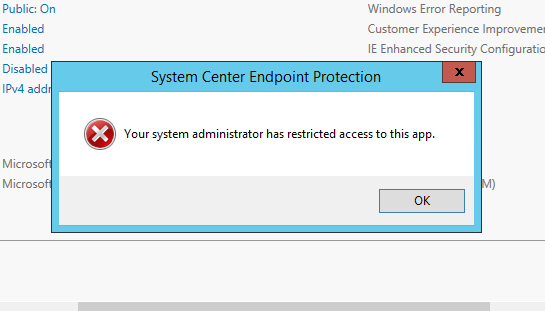 Public: On Windows Error Reporting
Enabled Customer Experience Improveme
Enabled IE Enhanced Security Configuratio
Disabled
System Center Endpoint Protection x
IPv4 addr
Your system administrator has restricted access to this app.
Microsoft
Microsoft M)
OK